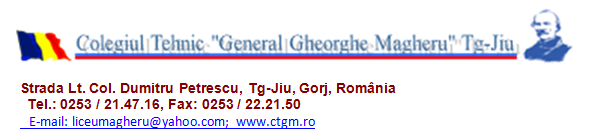 Colegiul Tehnic "General Gheorghe Magheru" Tg-Jiu
Strada Lt. Col. Dumitru Petrescu, Tg-Jiu, Gorj, România
Tel.: 0253 / 21.47.16, Fax: 0253 / 22.21.50
E-mail: liceumagheru@yahoo.com; www.ctgm.ro